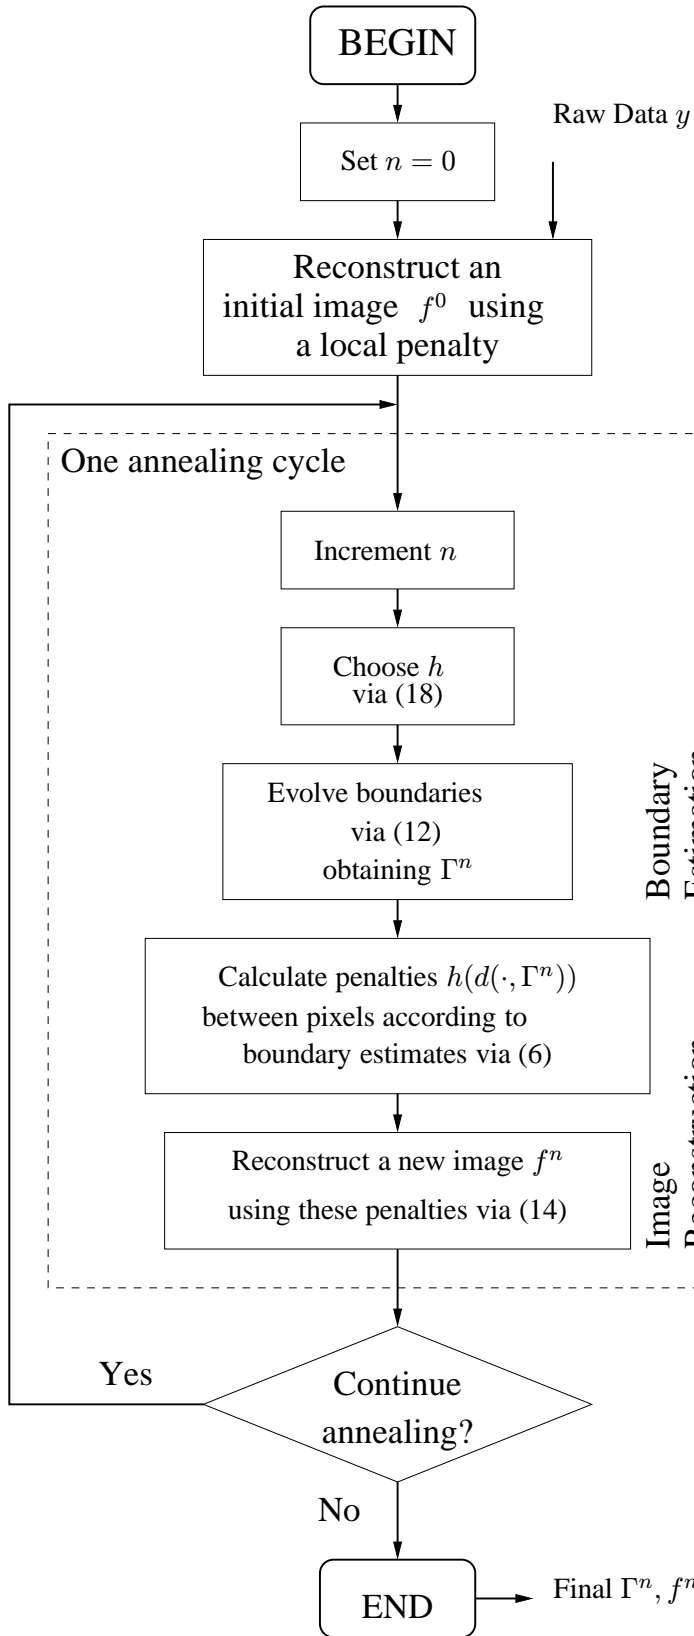 BEGIN
Raw Data y
Set n = 0
Reconstruct an
initial image f⁰ using
a local penalty
One annealing cycle
Increment n
Choose h
via (18)
Evolve boundaries
via (12)
obtaining Γⁿ
Boundary
Calculate penalties h(d(·, Γⁿ))
between pixels according to
boundary estimates via (6)
Reconstruct a new image fⁿ
using these penalties via (14)
Image
Yes
Continue
annealing?
No
END
Final Γⁿ, fⁿ